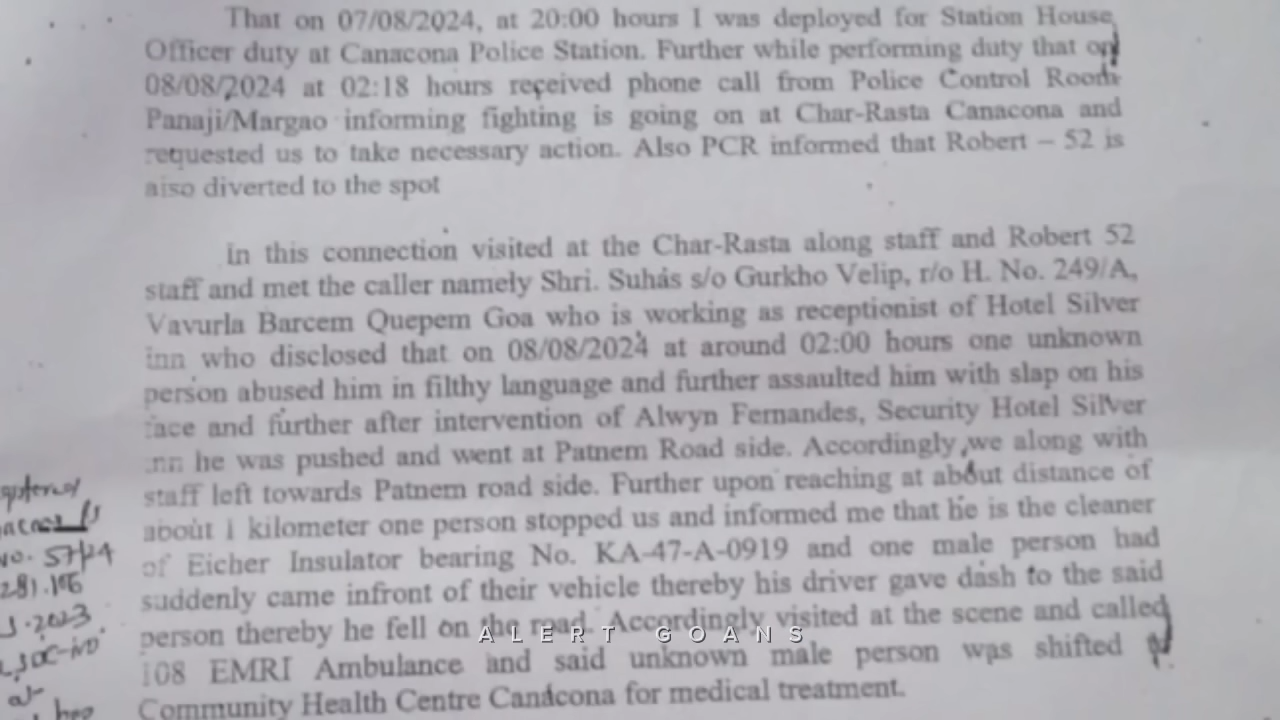 That on 07/08/2024, at 20:00 hours I was deployed for Station House
Officer duty at Canacona Police Station. Further while performing duty that on
08/08/2024 at 02:18 hours received phone call from Police Control Room
Panaji/Margao informing fighting is going on at Char-Rasta Canacona and
requested us to take necessary action. Also PCR informed that Robert – 52 is
also diverted to the spot
In this connection visited at the Char-Rasta along staff and Robert 52
staff and met the caller namely Shri. Suhas s/o Gurkho Velip, r/o H. No. 249/A,
Vavurla Barcem Quepem Goa who is working as receptionist of Hotel Silver
inn who disclosed that on 08/08/2024 at around 02:00 hours one unknown
person abused him in filthy language and further assaulted him with slap on his
face and further after intervention of Alwyn Fernandes, Security Hotel Silver
inn he was pushed and went at Patnem Road side. Accordingly, we along with
staff left towards Patnem road side. Further upon reaching at about distance of
about 1 kilometer one person stopped us and informed me that he is the cleaner
of Eicher Insulator bearing No. KA-47-A-0919 and one male person had
suddenly came infront of their vehicle thereby his driver gave dash to the said
person thereby he fell on the road. Accordingly visited at the scene and called
108 EMRI Ambulance and said unknown male person was shifted
Community Health Centre Canacona for medical treatment.
No. 57/24
281.
2023
ALERT GOANS